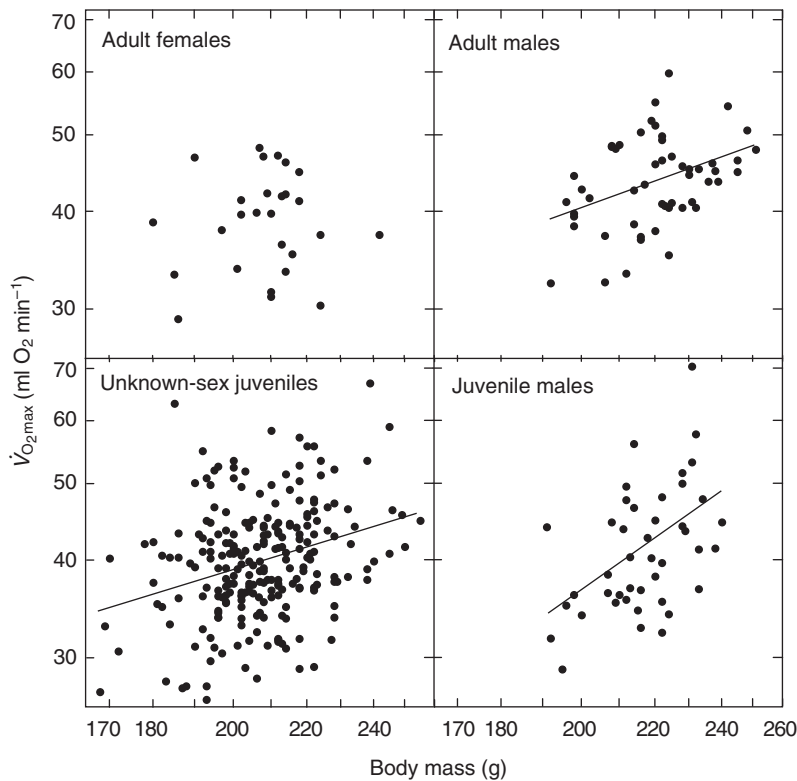 Adult females
Adult males
70
60
50
40
30
Unknown-sex juveniles
Juvenile males
70
60
50
40
30
V̇O₂max (ml O₂ min⁻¹)
170 180 200 220 240
170 180 200 220 240 260
Body mass (g)